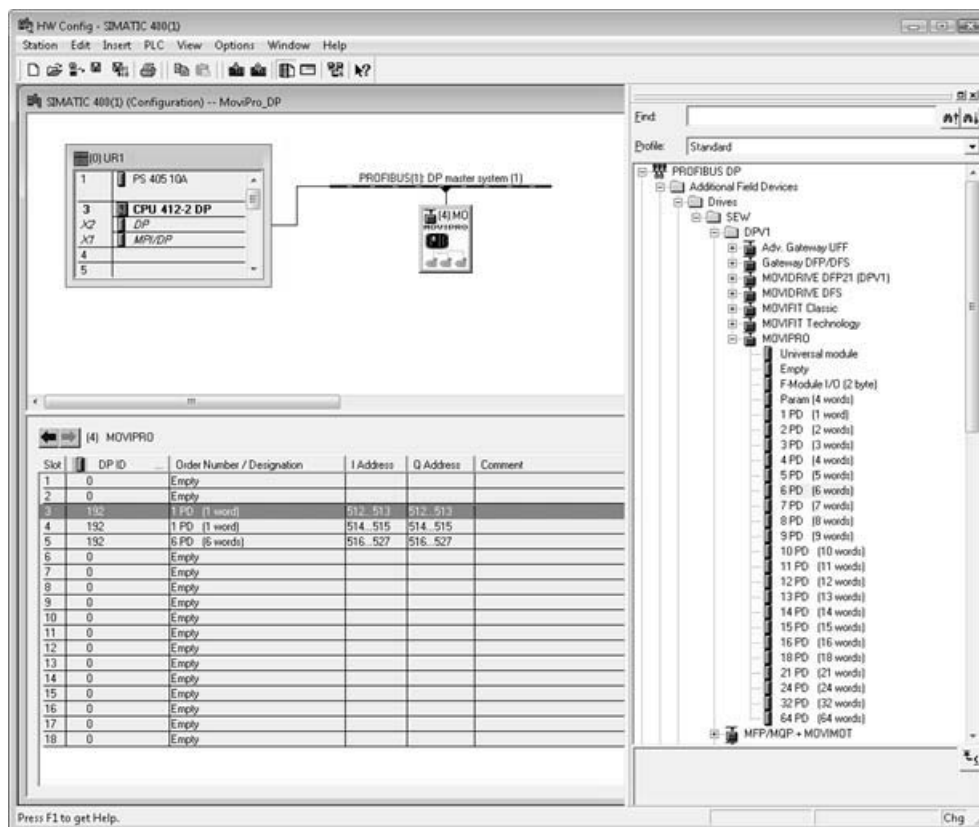 HW Config - SIMATIC 400(1)
Station Edit Insert PLC View Options Window Help
SIMATIC 400(1) (Configuration) -- MoviPro_DP
(0) UR1
1 PS 405 10A
3 CPU 412-2 DP
X2 DP
X1 MPI/DP
4
5
PROFIBUS(1): DP master system (1)
(4) MO
MOVIPRO
(4) MOVIPRO
Slot DP ID ... Order Number / Designation I Address Q Address Comment
1 0 Empty
2 0 Empty
3 192 1 PD (1 word) 512...513 512...513
4 192 1 PD (1 word) 514...515 514...515
5 192 6 PD (6 words) 516...527 516...527
6 0 Empty
7 0 Empty
8 0 Empty
9 0 Empty
10 0 Empty
11 0 Empty
12 0 Empty
13 0 Empty
14 0 Empty
15 0 Empty
16 0 Empty
17 0 Empty
18 0 Empty
Find:
Profile: Standard
PROFIBUS DP
Additional Field Devices
Drives
SEW
DPV1
Adv. Gateway UFF
Gateway DFP/DFS
MOVIDRIVE DFP21 (DPV1)
MOVIDRIVE DFS
MOVIFIT Classic
MOVIFIT Technology
MOVIPRO
Universal module
Empty
F-Module I/O (2 byte)
Param (4 words)
1 PD (1 word)
2 PD (2 words)
3 PD (3 words)
4 PD (4 words)
5 PD (5 words)
6 PD (6 words)
7 PD (7 words)
8 PD (8 words)
9 PD (9 words)
10 PD (10 words)
11 PD (11 words)
12 PD (12 words)
13 PD (13 words)
14 PD (14 words)
15 PD (15 words)
16 PD (16 words)
18 PD (18 words)
21 PD (21 words)
24 PD (24 words)
32 PD (32 words)
64 PD (64 words)
MFP/MQP + MOVIMOT
Press F1 to get Help.
Chg